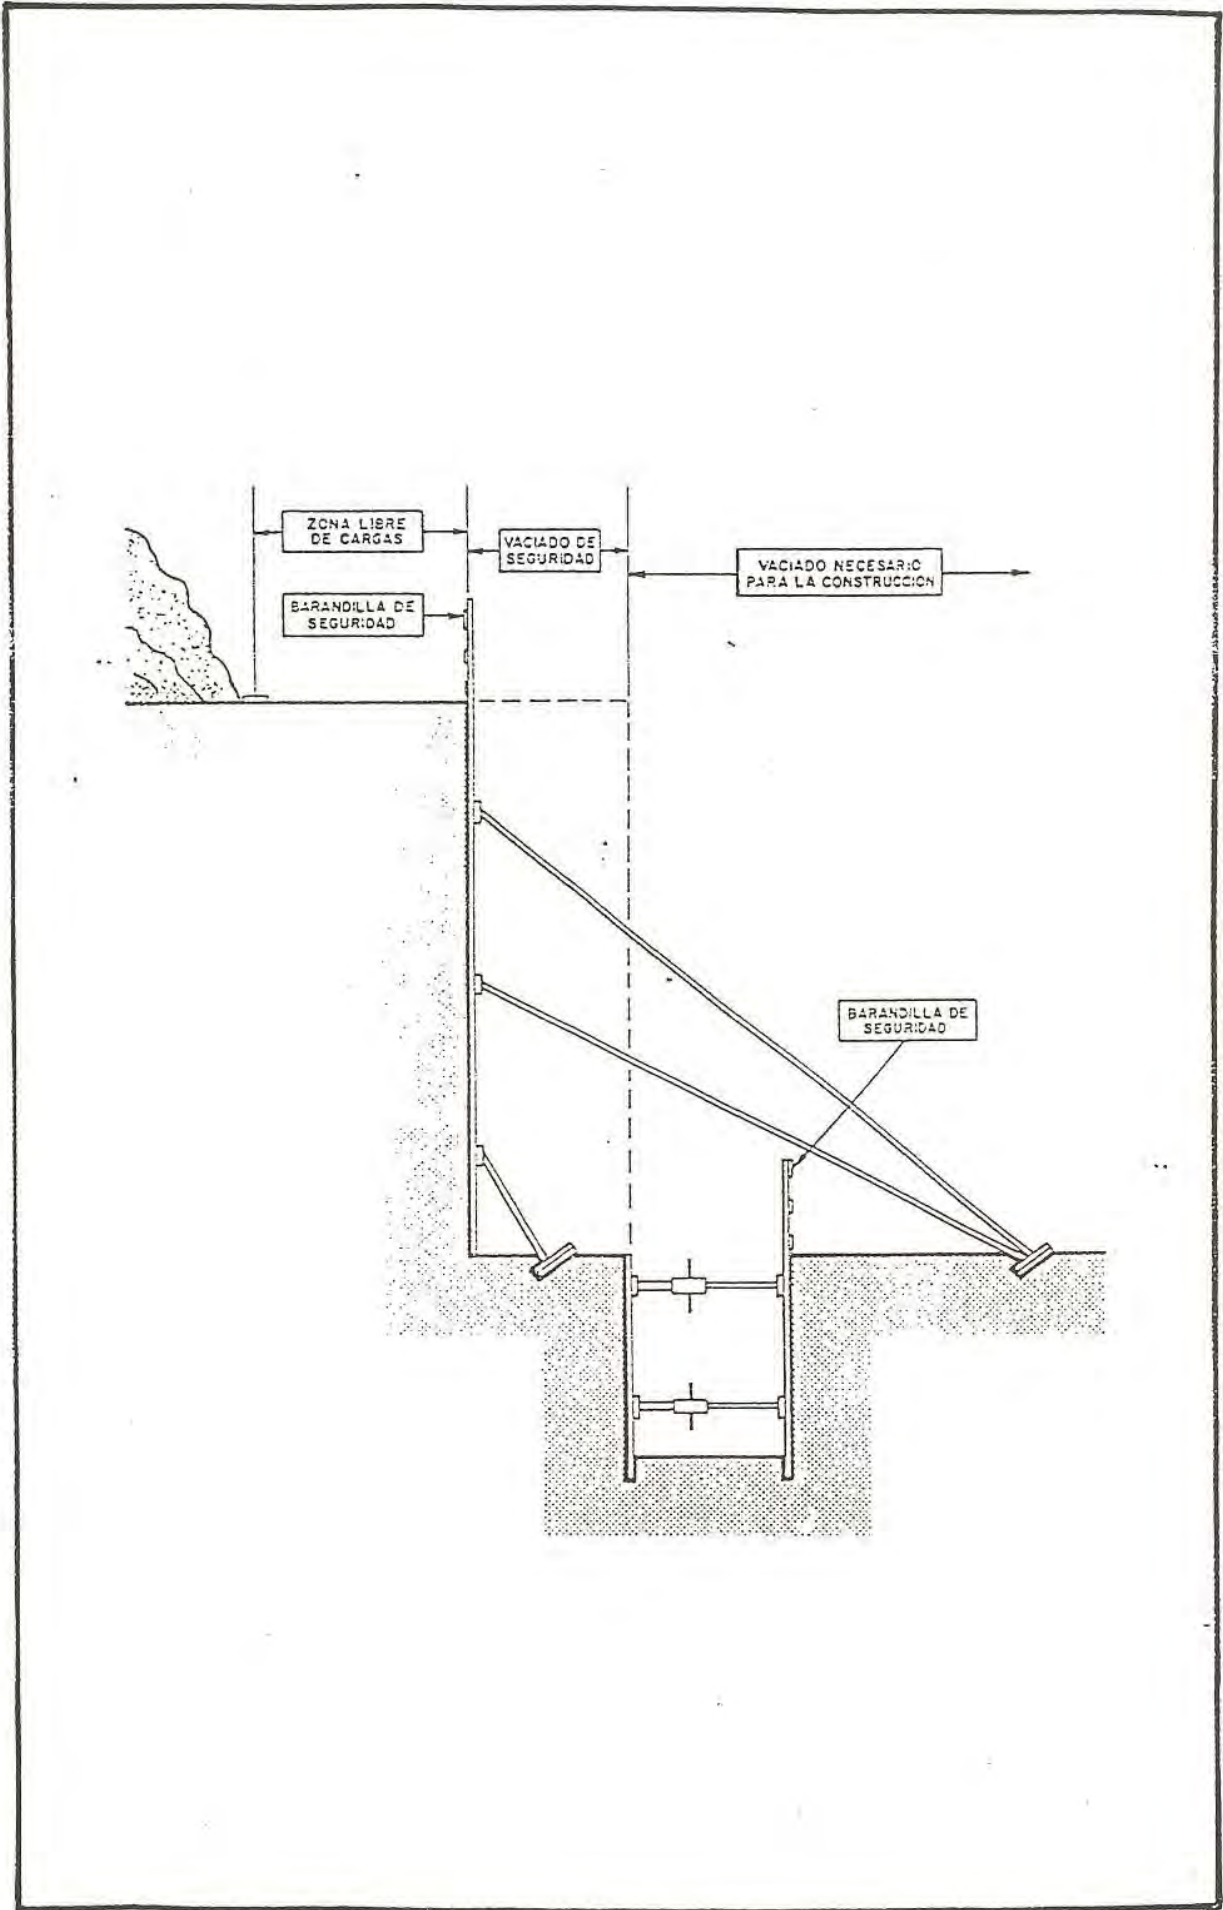 ZONA LIBRE
DE CARGAS
VACIADO DE
SEGURIDAD
VACIADO NECESARIO
PARA LA CONSTRUCCION
BARANDILLA DE
SEGURIDAD
BARANDILLA DE
SEGURIDAD